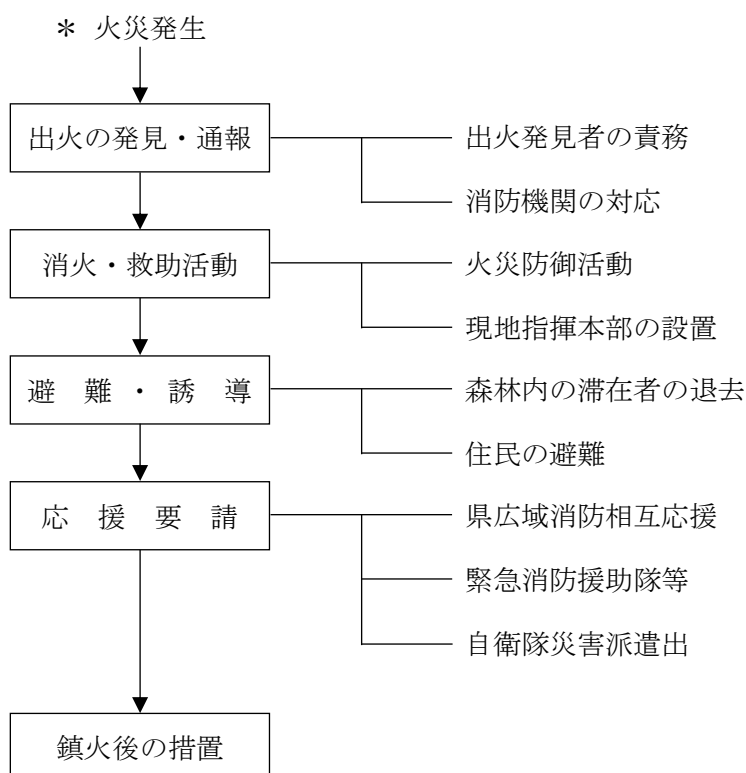 ＊ 火災発生
出火の発見・通報
出火発見者の責務
消防機関の対応
消火・救助活動
火災防御活動
現地指揮本部の設置
避難・誘導
森林内の滞在者の退去
住民の避難
応援要請
県広域消防相互応援
緊急消防援助隊等
自衛隊災害派遣出
鎮火後の措置